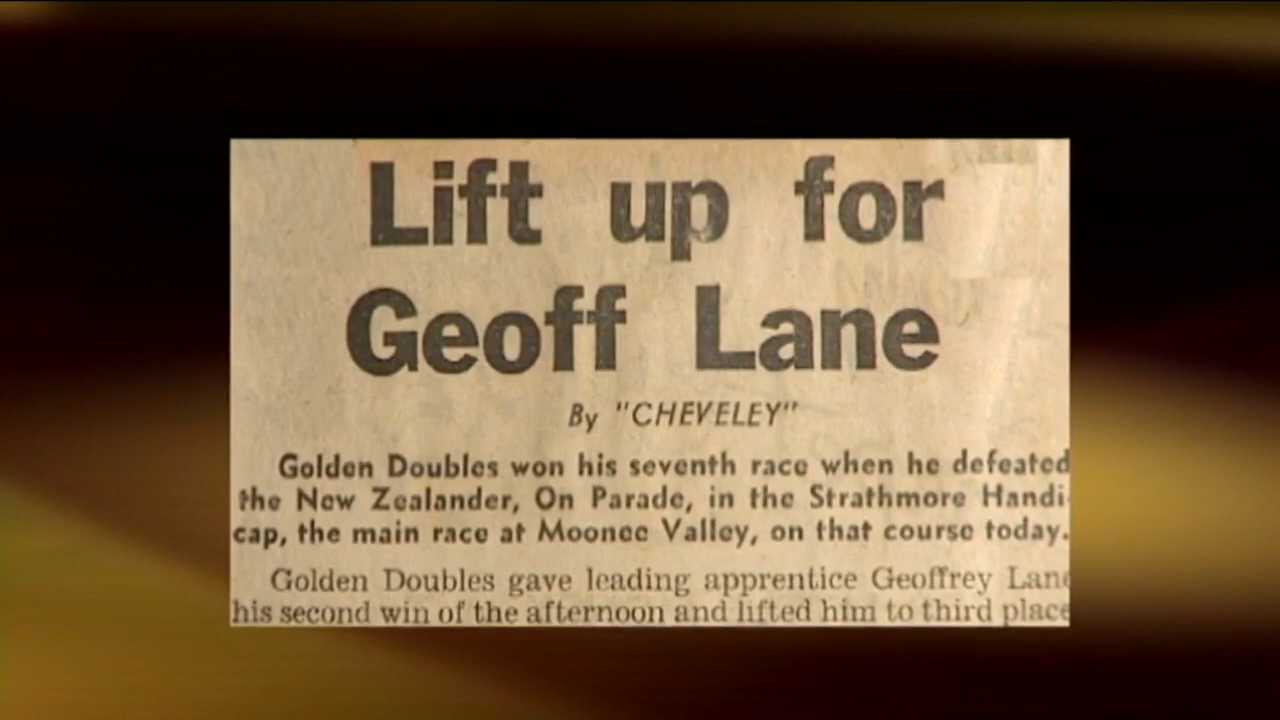 Lift up for
Geoff Lane
By "CHEVELEY"
Golden Doubles won his seventh race when he defeated
the New Zealander, On Parade, in the Strathmore Handi-
cap, the main race at Moonee Valley, on that course today.
Golden Doubles gave leading apprentice Geoffrey Lane
his second win of the afternoon and lifted him to third place